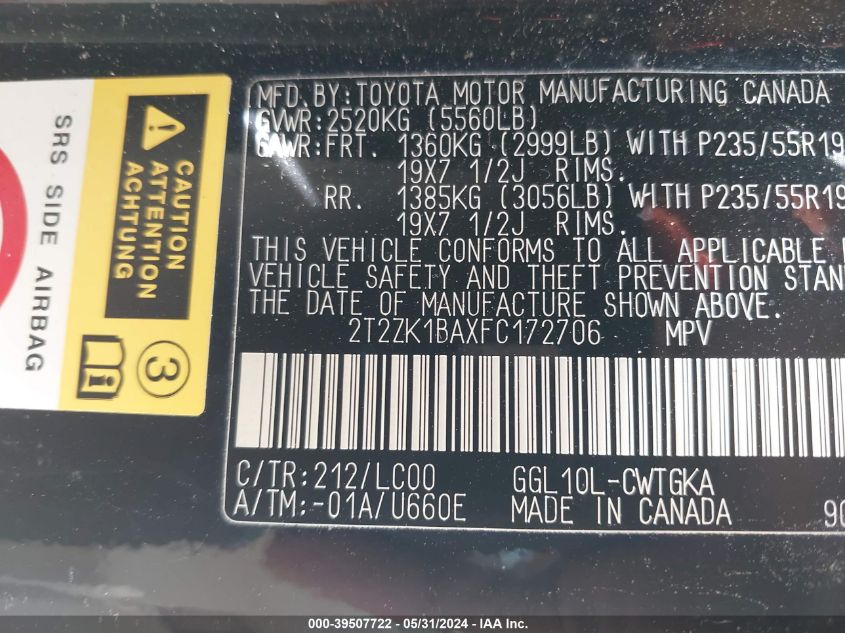 SRS SIDE AIRBAG
CAUTION
ATTENTION
ACHTUNG
3
MFD. BY: TOYOTA MOTOR MANUFACTURING CANADA
GVWR: 2520KG (5560LB)
GAWR: FRT. 1360KG (2999LB) WITH P235/55R19
19X7 1/2J RIMS.
RR. 1385KG (3056LB) WITH P235/55R19
19X7 1/2J RIMS.
THIS VEHICLE CONFORMS TO ALL APPLICABLE
VEHICLE SAFETY AND THEFT PREVENTION STAN
THE DATE OF MANUFACTURE SHOWN ABOVE.
2T2ZK1BAXFC172706 MPV
C/TR: 212/LC00 GGL10L-CWTGKA
A/TM: -01A/U660E MADE IN CANADA 90
000-39507722 - 05/31/2024 - IAA Inc.